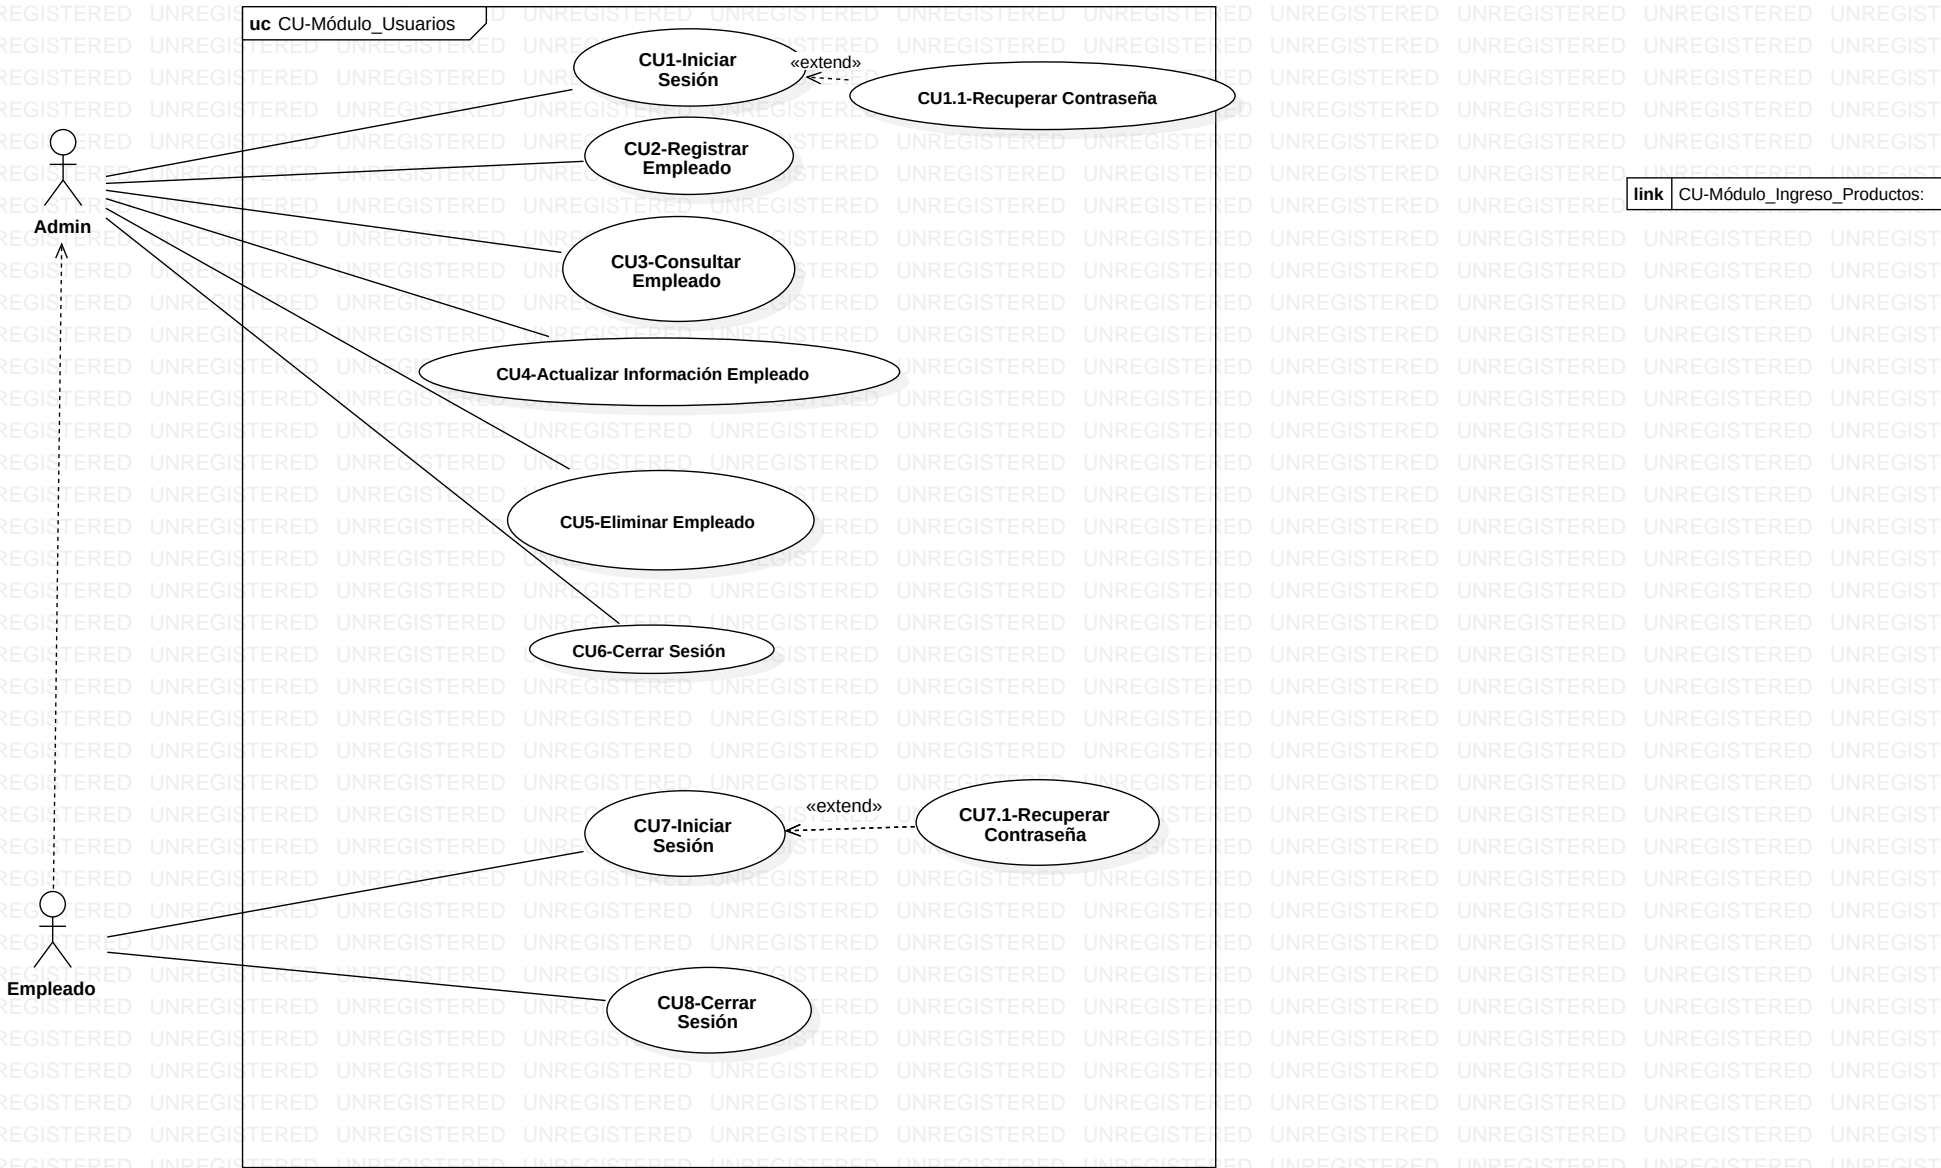 uc CU-Módulo_Usuarios
CU1-Iniciar
Sesión
«extend»
CU1.1-Recuperar Contraseña
CU2-Registrar
Empleado
link CU-Módulo_Ingreso_Productos:
Admin
CU3-Consultar
Empleado
CU4-Actualizar Información Empleado
CU5-Eliminar Empleado
CU6-Cerrar Sesión
CU7-Iniciar
Sesión
«extend»
CU7.1-Recuperar
Contraseña
Empleado
CU8-Cerrar
Sesión